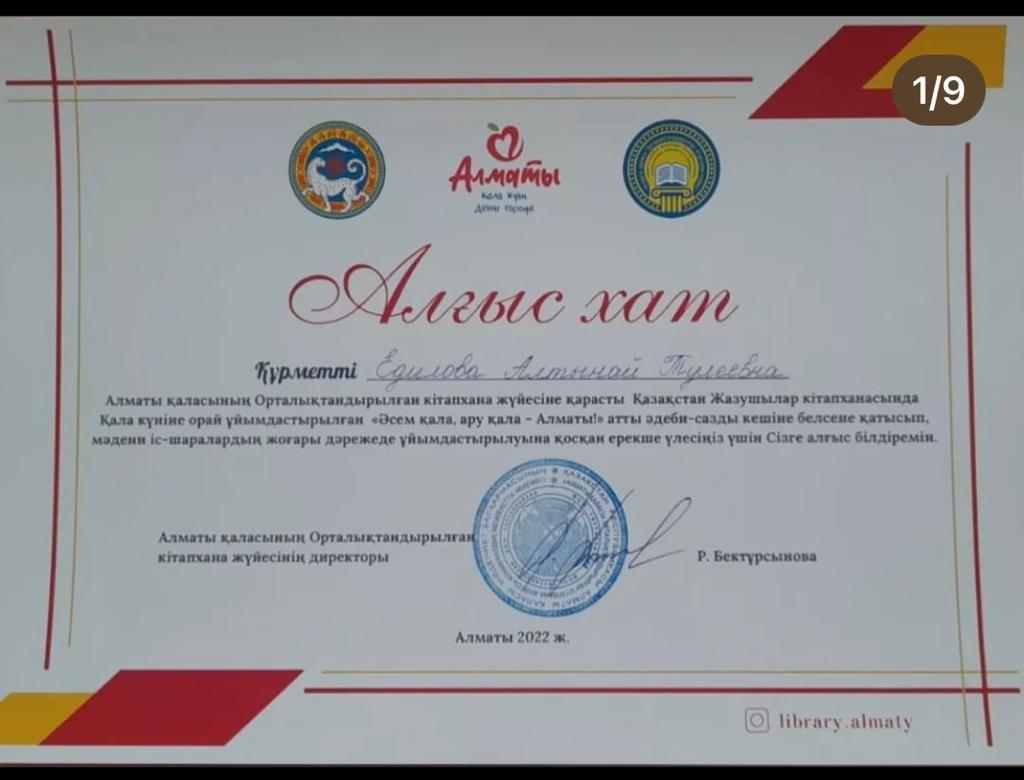 1/9
Алматы
Қала күні
День города
Алғыс хат
Құрметті Едилова Алтынай Тулеевна
Алматы қаласының Орталықтандырылған кітапхана жүйесіне қарасты Қазақстан Жазушылар кітапханасында
Қала күніне орай ұйымдастырылған «Әсем қала, ару қала – Алматы!» атты әдеби-сазды кешіне белсене қатысып,
мәдени іс-шаралардың жоғары дәрежеде ұйымдастырылуына қосқан ерекше үлесіңіз үшін Сізге алғыс білдіремін.
Алматы қаласының Орталықтандырылған
кітапхана жүйесінің директоры
Р. Бектұрсынова
Алматы 2022 ж.
library.almaty